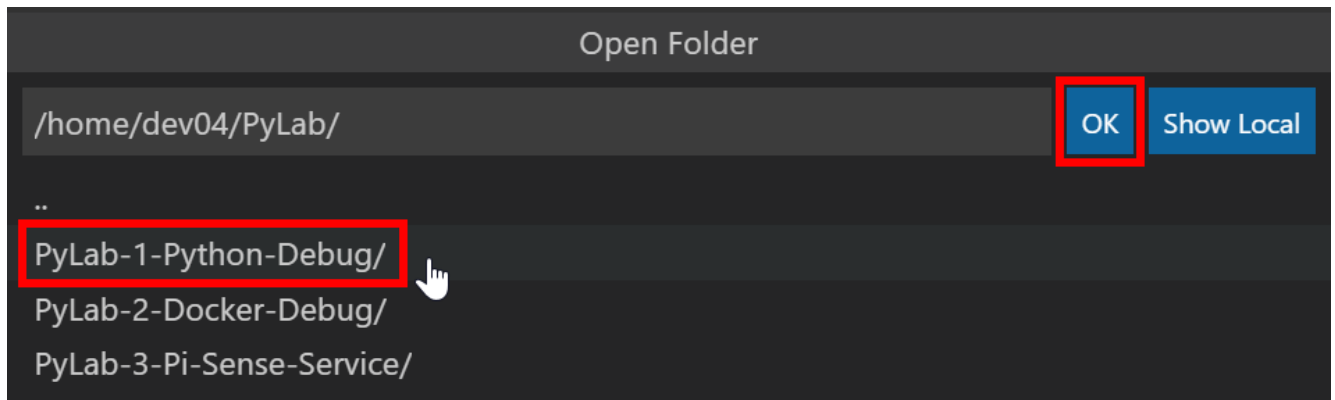 Open Folder
/home/dev04/PyLab/
OK
Show Local
..
PyLab-1-Python-Debug/
PyLab-2-Docker-Debug/
PyLab-3-Pi-Sense-Service/